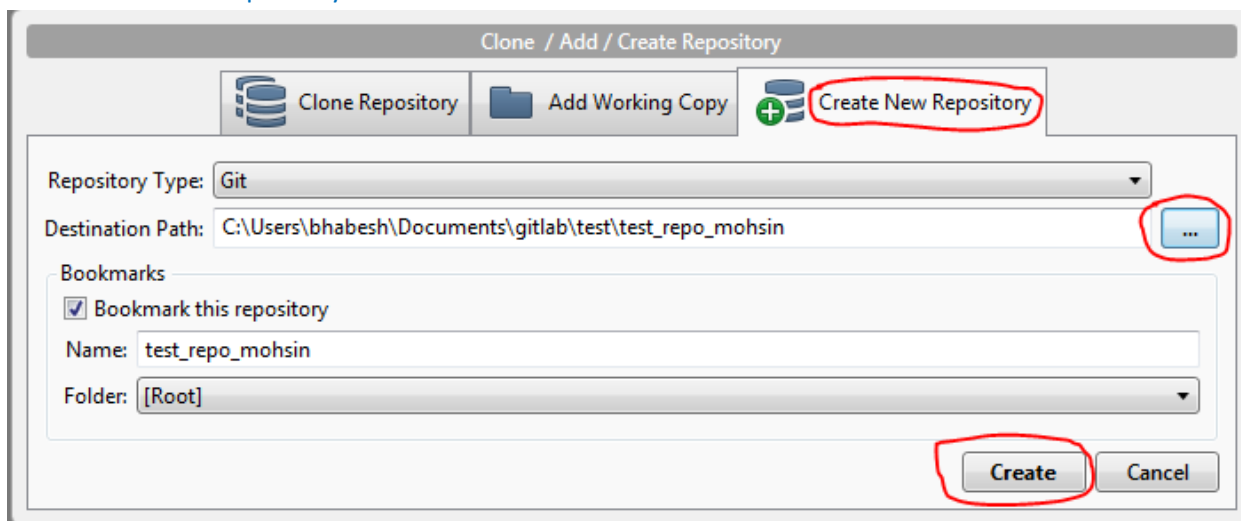 Clone / Add / Create Repository
Clone Repository Add Working Copy Create New Repository
Repository Type: Git
Destination Path: C:\Users\bhabesh\Documents\gitlab\test\test_repo_mohsin ...
Bookmarks
Bookmark this repository
Name: test_repo_mohsin
Folder: [Root]
Create Cancel